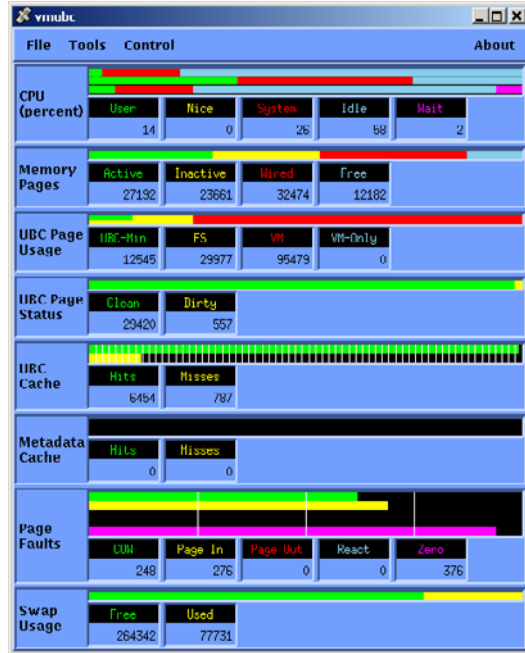 vmubc
File Tools Control About
CPU
(percent)
User Nice System Idle Wait
14 0 26 58 2
Memory
Pages
Active Inactive Wired Free
27192 23661 32474 12182
UBC Page
Usage
UBC-Min FS VM VM-Only
12545 29977 95479 0
UBC Page
Status
Clean Dirty
29420 557
UBC
Cache
Hits Misses
6454 787
Metadata
Cache
Hits Misses
0 0
Page
Faults
COW Page In Page Out React Zero
248 276 0 0 376
Swap
Usage
Free Used
264342 77731